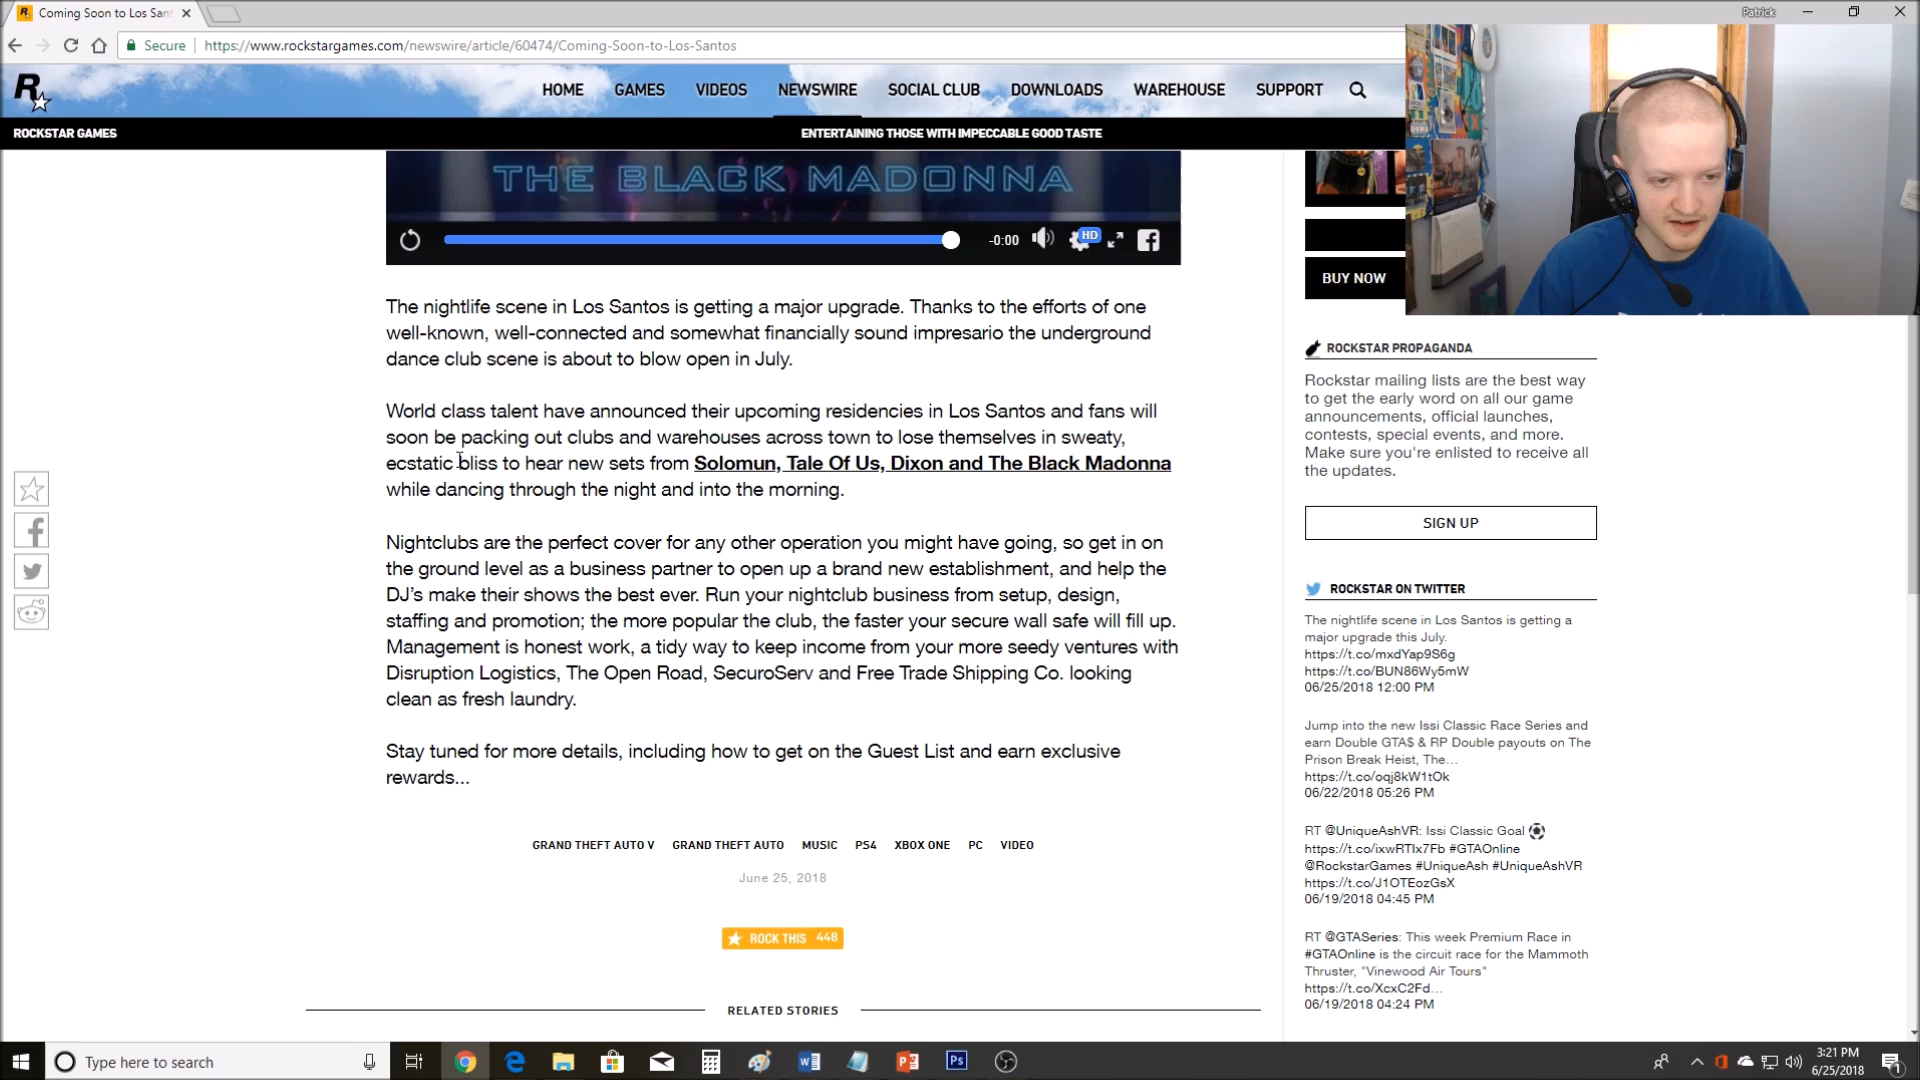 Coming Soon to Los Sant
Patrick
Secure
https://www.rockstargames.com/newswire/article/60474/Coming-Soon-to-Los-Santos
R
HOME GAMES VIDEOS NEWSWIRE SOCIAL CLUB DOWNLOADS WAREHOUSE SUPPORT
ROCKSTAR GAMES
ENTERTAINING THOSE WITH IMPECCABLE GOOD TASTE
THE BLACK MADONNA
-0:00
HD
The nightlife scene in Los Santos is getting a major upgrade. Thanks to the efforts of one
well-known, well-connected and somewhat financially sound impresario the underground
dance club scene is about to blow open in July.
World class talent have announced their upcoming residencies in Los Santos and fans will
soon be packing out clubs and warehouses across town to lose themselves in sweaty,
ecstatic bliss to hear new sets from Solomun, Tale Of Us, Dixon and The Black Madonna
while dancing through the night and into the morning.
Nightclubs are the perfect cover for any other operation you might have going, so get in on
the ground level as a business partner to open up a brand new establishment, and help the
DJ's make their shows the best ever. Run your nightclub business from setup, design,
staffing and promotion; the more popular the club, the faster your secure wall safe will fill up.
Management is honest work, a tidy way to keep income from your more seedy ventures with
Disruption Logistics, The Open Road, SecuroServ and Free Trade Shipping Co. looking
clean as fresh laundry.
Stay tuned for more details, including how to get on the Guest List and earn exclusive
rewards...
GRAND THEFT AUTO V GRAND THEFT AUTO MUSIC PS4 XBOX ONE PC VIDEO
June 25, 2018
ROCK THIS 448
RELATED STORIES
BUY NOW
ROCKSTAR PROPAGANDA
Rockstar mailing lists are the best way
to get the early word on all our game
announcements, official launches,
contests, special events, and more.
Make sure you're enlisted to receive all
the updates.
SIGN UP
ROCKSTAR ON TWITTER
The nightlife scene in Los Santos is getting a
major upgrade this July.
https://t.co/mxdYap9S6g
https://t.co/BUN86Wy5mW
06/25/2018 12:00 PM
Jump into the new Issi Classic Race Series and
earn Double GTA$ & RP Double payouts on The
Prison Break Heist, The…
https://t.co/oqj8kW1tOk
06/22/2018 05:26 PM
RT @UniqueAshVR: Issi Classic Goal ⚽
https://t.co/ixwRTIx7Fb #GTAOnline
@RockstarGames #UniqueAsh #UniqueAshVR
https://t.co/J1OTEozGsX
06/19/2018 04:45 PM
RT @GTASeries: This week Premium Race in
#GTAOnline is the circuit race for the Mammoth
Thruster, "Vinewood Air Tours"
https://t.co/XcxC2Fd…
06/19/2018 04:24 PM
Type here to search
Ps
3:21 PM
6/25/2018
1